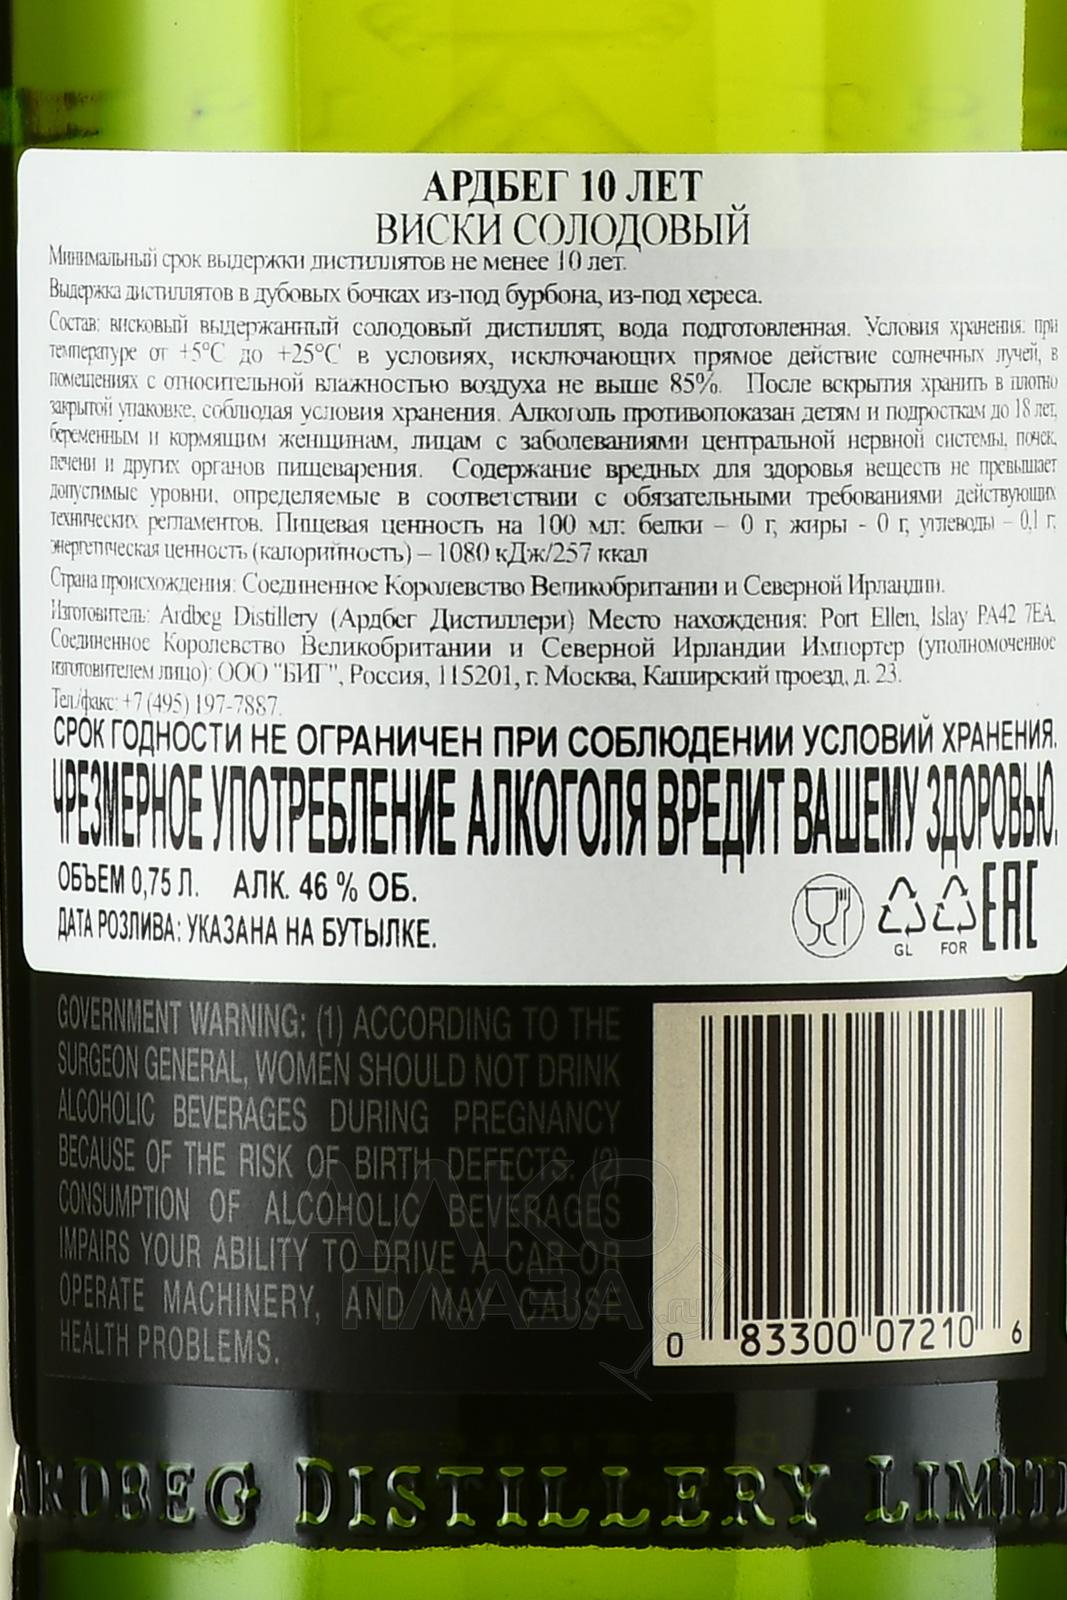 АРДБЕГ 10 ЛЕТ
ВИСКИ СОЛОДОВЫЙ
Минимальный срок выдержки дистиллятов не менее 10 лет.
Выдержка дистиллятов в дубовых бочках из-под бурбона, из-под хереса.
Состав: висковый выдержанный солодовый дистиллят, вода подготовленная. Условия хранения: при
температуре от +5°С до +25°С в условиях, исключающих прямое действие солнечных лучей, в
помещениях с относительной влажностью воздуха не выше 85%. После вскрытия хранить в плотно
закрытой упаковке, соблюдая условия хранения. Алкоголь противопоказан детям и подросткам до 18 лет,
беременным и кормящим женщинам, лицам с заболеваниями центральной нервной системы, почек,
печени и других органов пищеварения. Содержание вредных для здоровья веществ не превышает
допустимые уровни, определяемые в соответствии с обязательными требованиями действующих
технических регламентов. Пищевая ценность на 100 мл: белки – 0 г, жиры - 0 г, углеводы – 0,1 г,
энергетическая ценность (калорийность) – 1080 кДж/257 ккал
Страна происхождения: Соединенное Королевство Великобритании и Северной Ирландии.
Изготовитель: Ardbeg Distillery (Ардбег Дистиллери) Место нахождения: Port Ellen, Islay PA42 7EA,
Соединенное Королевство Великобритании и Северной Ирландии Импортер (уполномоченное
изготовителем лицо): ООО "БИГ", Россия, 115201, г. Москва, Каширский проезд, д. 23.
Тел./факс: +7 (495) 197-7887.
СРОК ГОДНОСТИ НЕ ОГРАНИЧЕН ПРИ СОБЛЮДЕНИИ УСЛОВИЙ ХРАНЕНИЯ.
ЧРЕЗМЕРНОЕ УПОТРЕБЛЕНИЕ АЛКОГОЛЯ ВРЕДИТ ВАШЕМУ ЗДОРОВЬЮ.
ОБЪЕМ 0,75 Л. АЛК. 46 % ОБ.
ДАТА РОЗЛИВА: УКАЗАНА НА БУТЫЛКЕ.
GL FOR EAC
GOVERNMENT WARNING: (1) ACCORDING TO THE
SURGEON GENERAL, WOMEN SHOULD NOT DRINK
ALCOHOLIC BEVERAGES DURING PREGNANCY
BECAUSE OF THE RISK OF BIRTH DEFECTS. (2)
CONSUMPTION OF ALCOHOLIC BEVERAGES
IMPAIRS YOUR ABILITY TO DRIVE A CAR OR
OPERATE MACHINERY, AND MAY CAUSE
HEALTH PROBLEMS.
0 83300 07210 6
АЛКО
ПЛАЗА.ru
ARDBEG DISTILLERY LIMIT